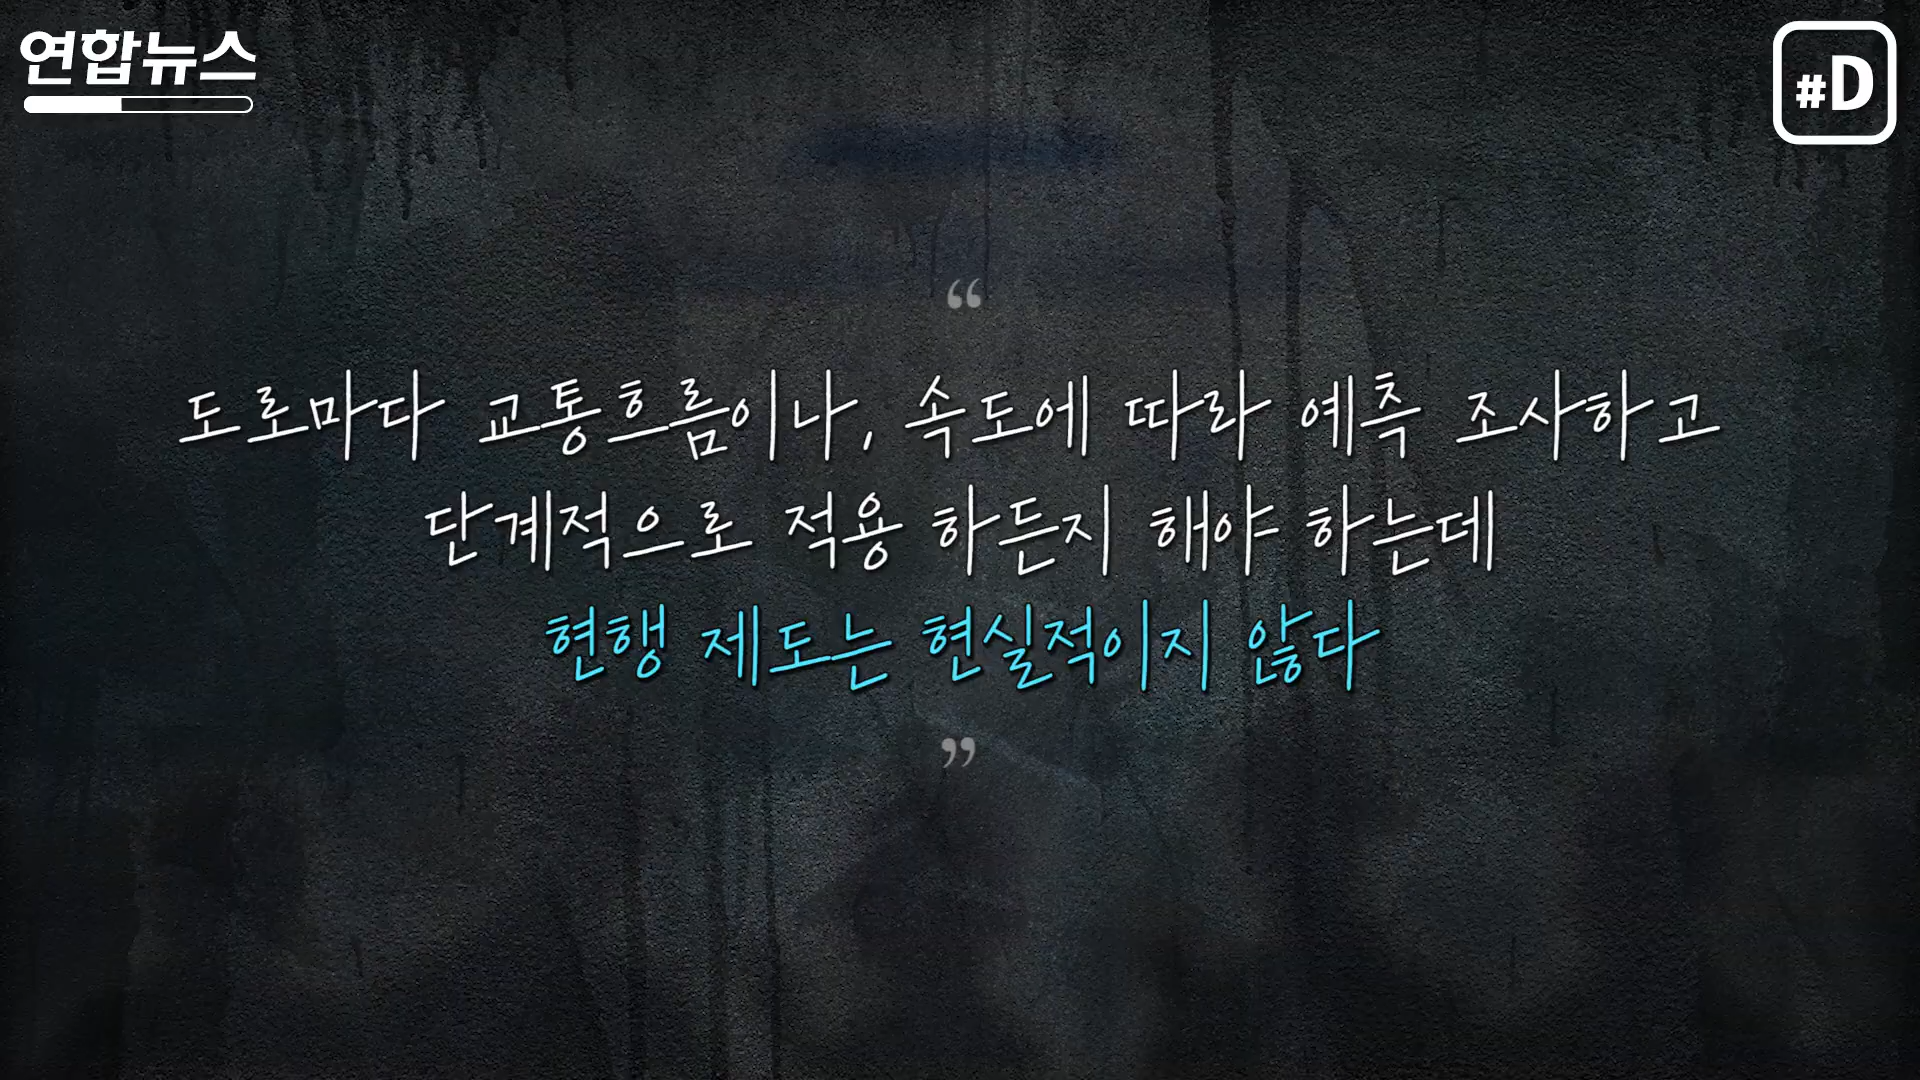 연합뉴스
#D
“
도로마다 교통흐름이나, 속도에 따라 예측 조사하고
단계적으로 적용 하든지 해야 하는데
현행 제도는 현실적이지 않다
”